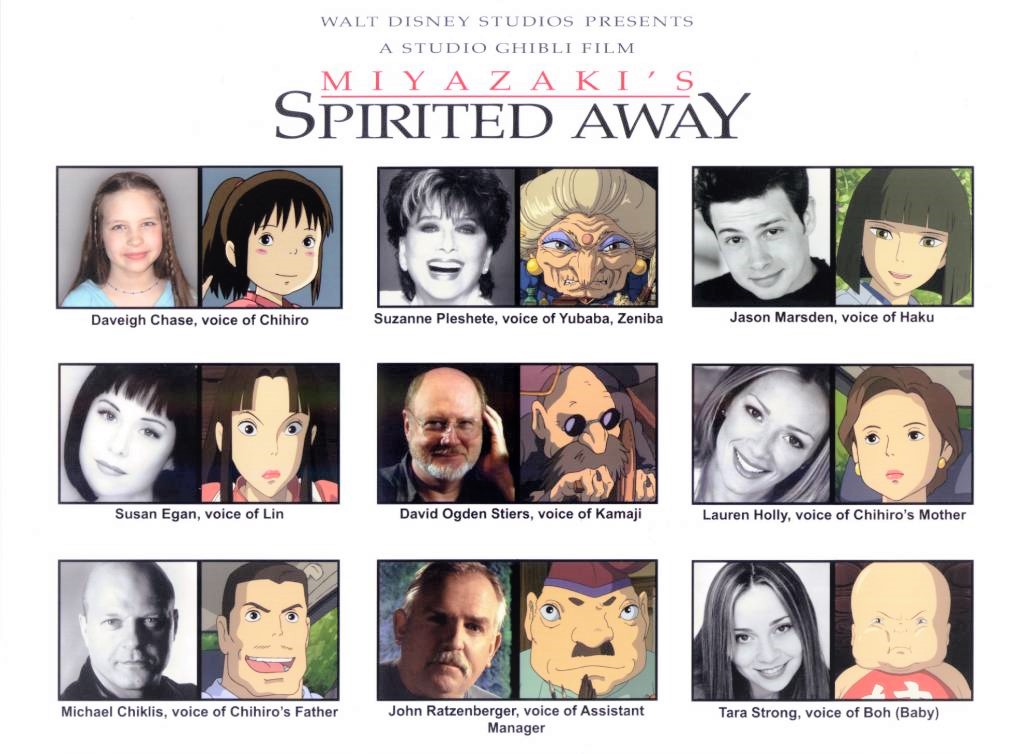 WALT DISNEY STUDIOS PRESENTS
A STUDIO GHIBLI FILM
MIYAZAKI'S
SPIRITED AWAY
Daveigh Chase, voice of Chihiro
Suzanne Pleshete, voice of Yubaba, Zeniba
Jason Marsden, voice of Haku
Susan Egan, voice of Lin
David Ogden Stiers, voice of Kamaji
Lauren Holly, voice of Chihiro's Mother
Michael Chiklis, voice of Chihiro's Father
John Ratzenberger, voice of Assistant
Manager
Tara Strong, voice of Boh (Baby)